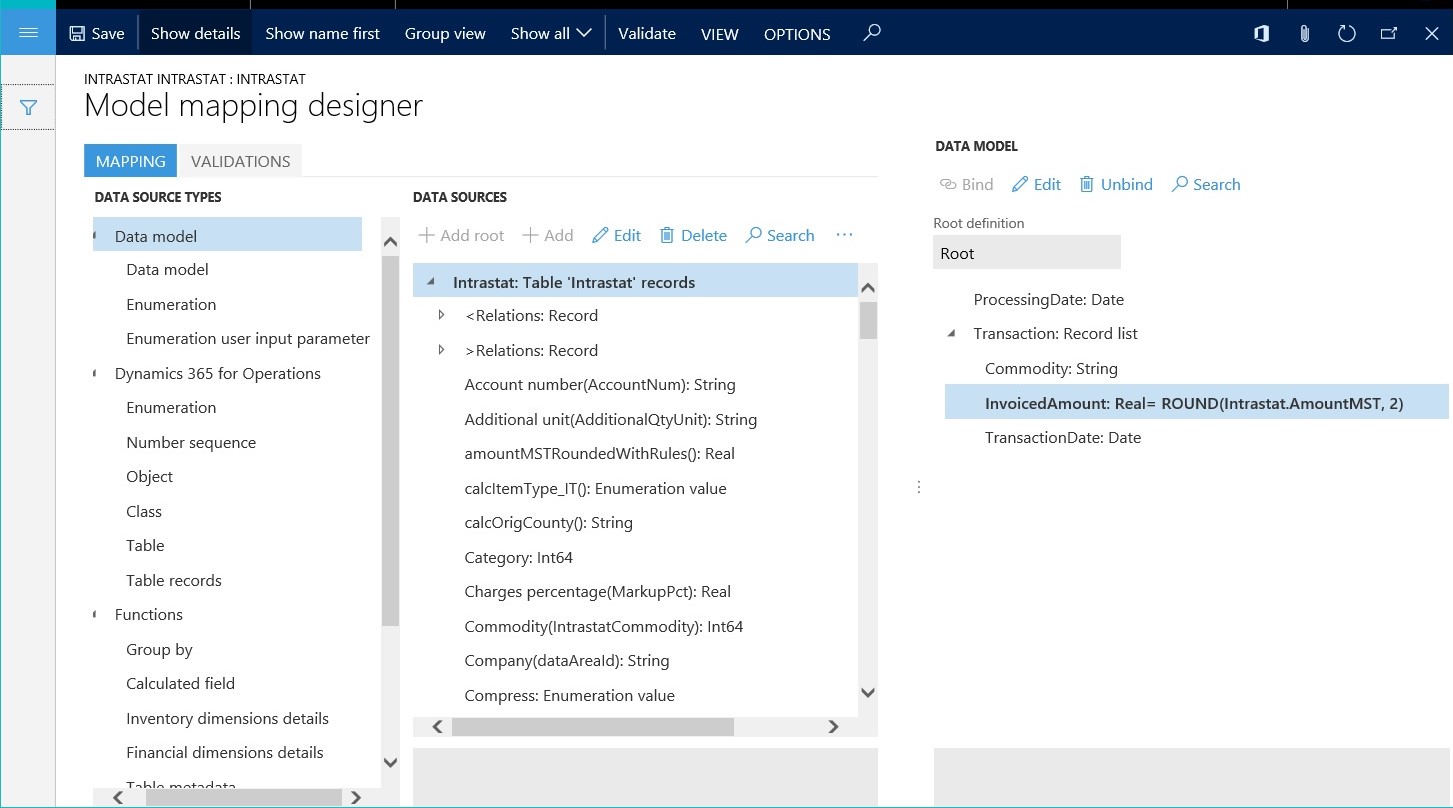 Save
Show details
Show name first
Group view
Show all
Validate
VIEW
OPTIONS
INTRASTAT INTRASTAT : INTRASTAT
Model mapping designer
MAPPING
VALIDATIONS
DATA SOURCE TYPES
Data model
Data model
Enumeration
Enumeration user input parameter
Dynamics 365 for Operations
Enumeration
Number sequence
Object
Class
Table
Table records
Functions
Group by
Calculated field
Inventory dimensions details
Financial dimensions details
Table metadata
DATA SOURCES
+ Add root
+ Add
Edit
Delete
Search
...
Intrastat: Table 'Intrastat' records
<Relations: Record
>Relations: Record
Account number(AccountNum): String
Additional unit(AdditionalQtyUnit): String
amountMSTRoundedWithRules(): Real
calcItemType_IT(): Enumeration value
calcOrigCounty(): String
Category: Int64
Charges percentage(MarkupPct): Real
Commodity(IntrastatCommodity): Int64
Company(dataAreaId): String
Compress: Enumeration value
DATA MODEL
Bind
Edit
Unbind
Search
Root definition
Root
ProcessingDate: Date
Transaction: Record list
Commodity: String
InvoicedAmount: Real= ROUND(Intrastat.AmountMST, 2)
TransactionDate: Date